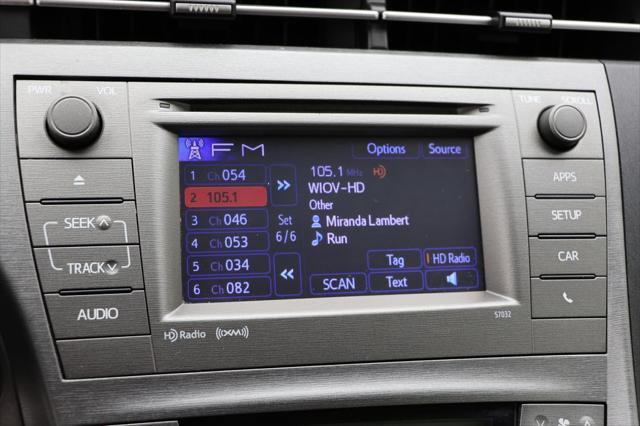 PWR VOL
TUNE SCROLL
FM
Options
Source
1 Ch 054
2 105.1
3 Ch 046
4 Ch 053
5 Ch 034
6 Ch 082
Set
6/6
105.1 MHz HD
WIOV-HD
Other
Miranda Lambert
Run
Tag
HD Radio
SCAN
Text
SEEK
TRACK
AUDIO
APPS
SETUP
CAR
HD Radio
XM
57032